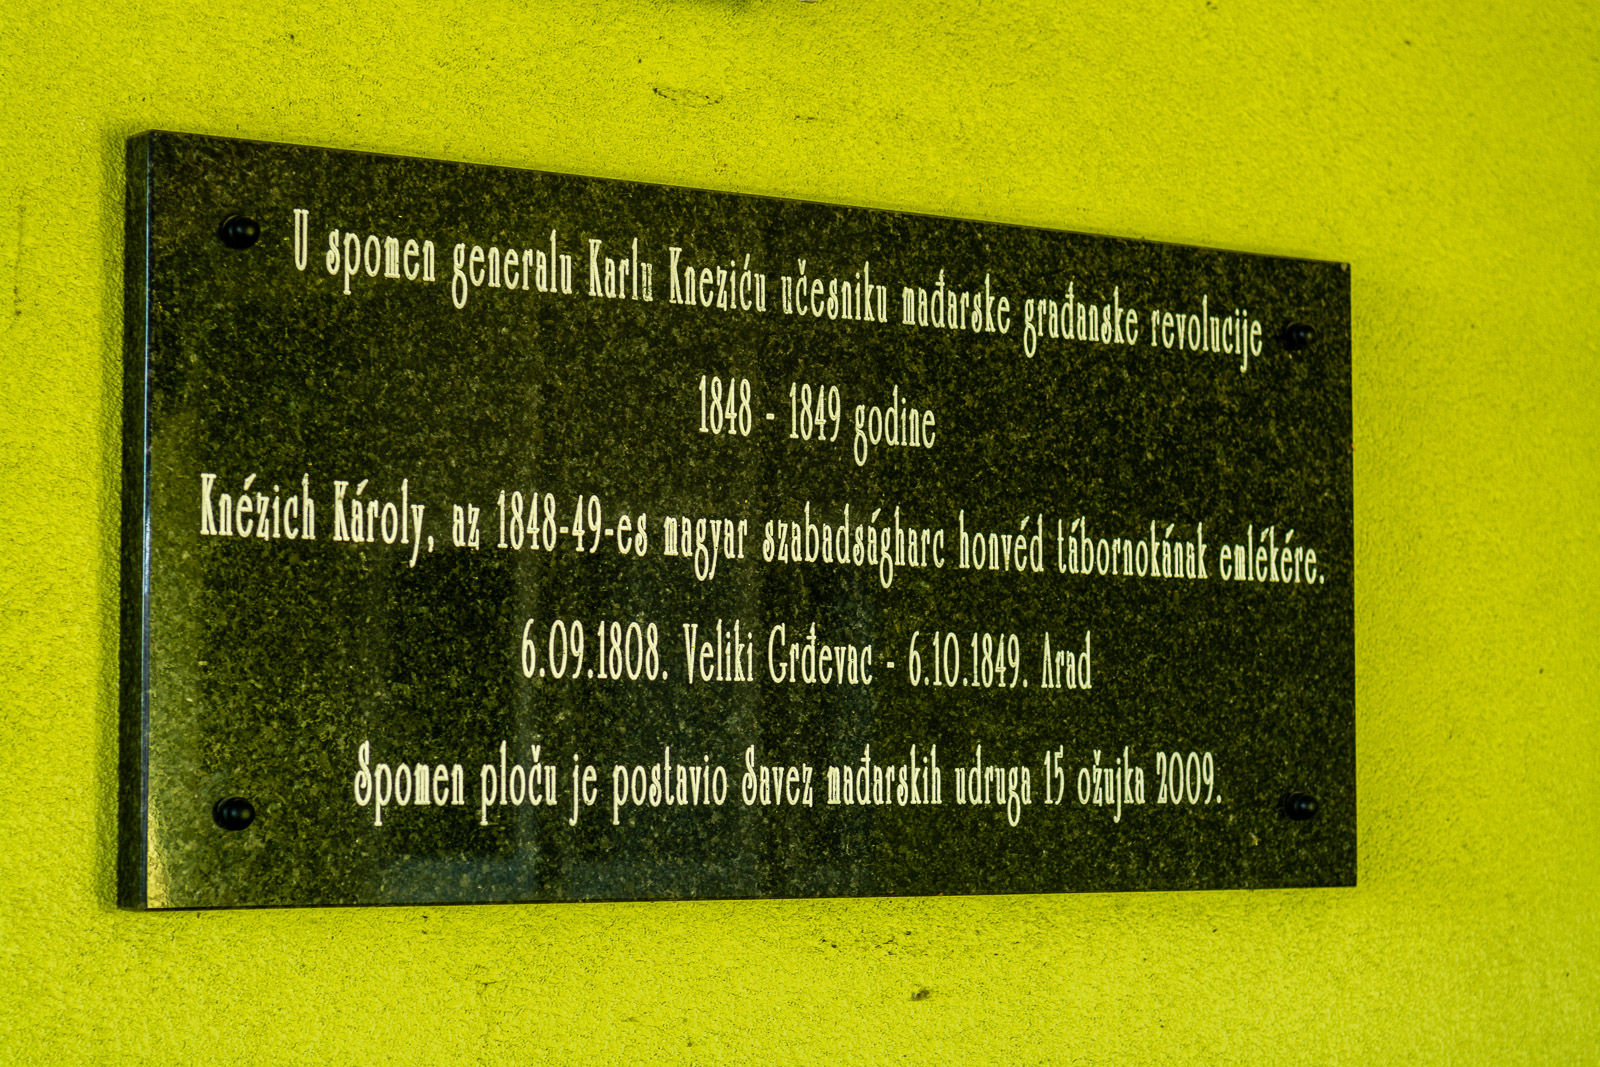 U spomen generalu Karlu Kneziću učesniku mađarske građanske revolucije
1848 - 1849 godine
Knézich Károly, az 1848-49-es magyar szabadságharc honvéd tábornokának emlékére.
6.09.1808. Veliki Grđevac - 6.10.1849. Arad
Spomen ploču je postavio Savez mađarskih udruga 15 ožujka 2009.